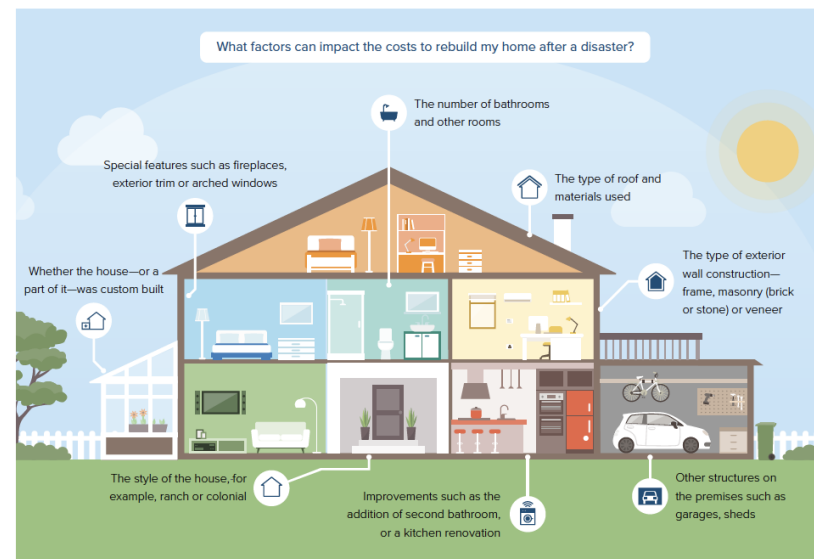 What factors can impact the costs to rebuild my home after a disaster?
The number of bathrooms
and other rooms
Special features such as fireplaces,
exterior trim or arched windows
The type of roof and
materials used
Whether the house—or a
part of it—was custom built
The type of exterior
wall construction—
frame, masonry (brick
or stone) or veneer
The style of the house, for
example, ranch or colonial
Improvements such as the
addition of second bathroom,
or a kitchen renovation
Other structures on
the premises such as
garages, sheds